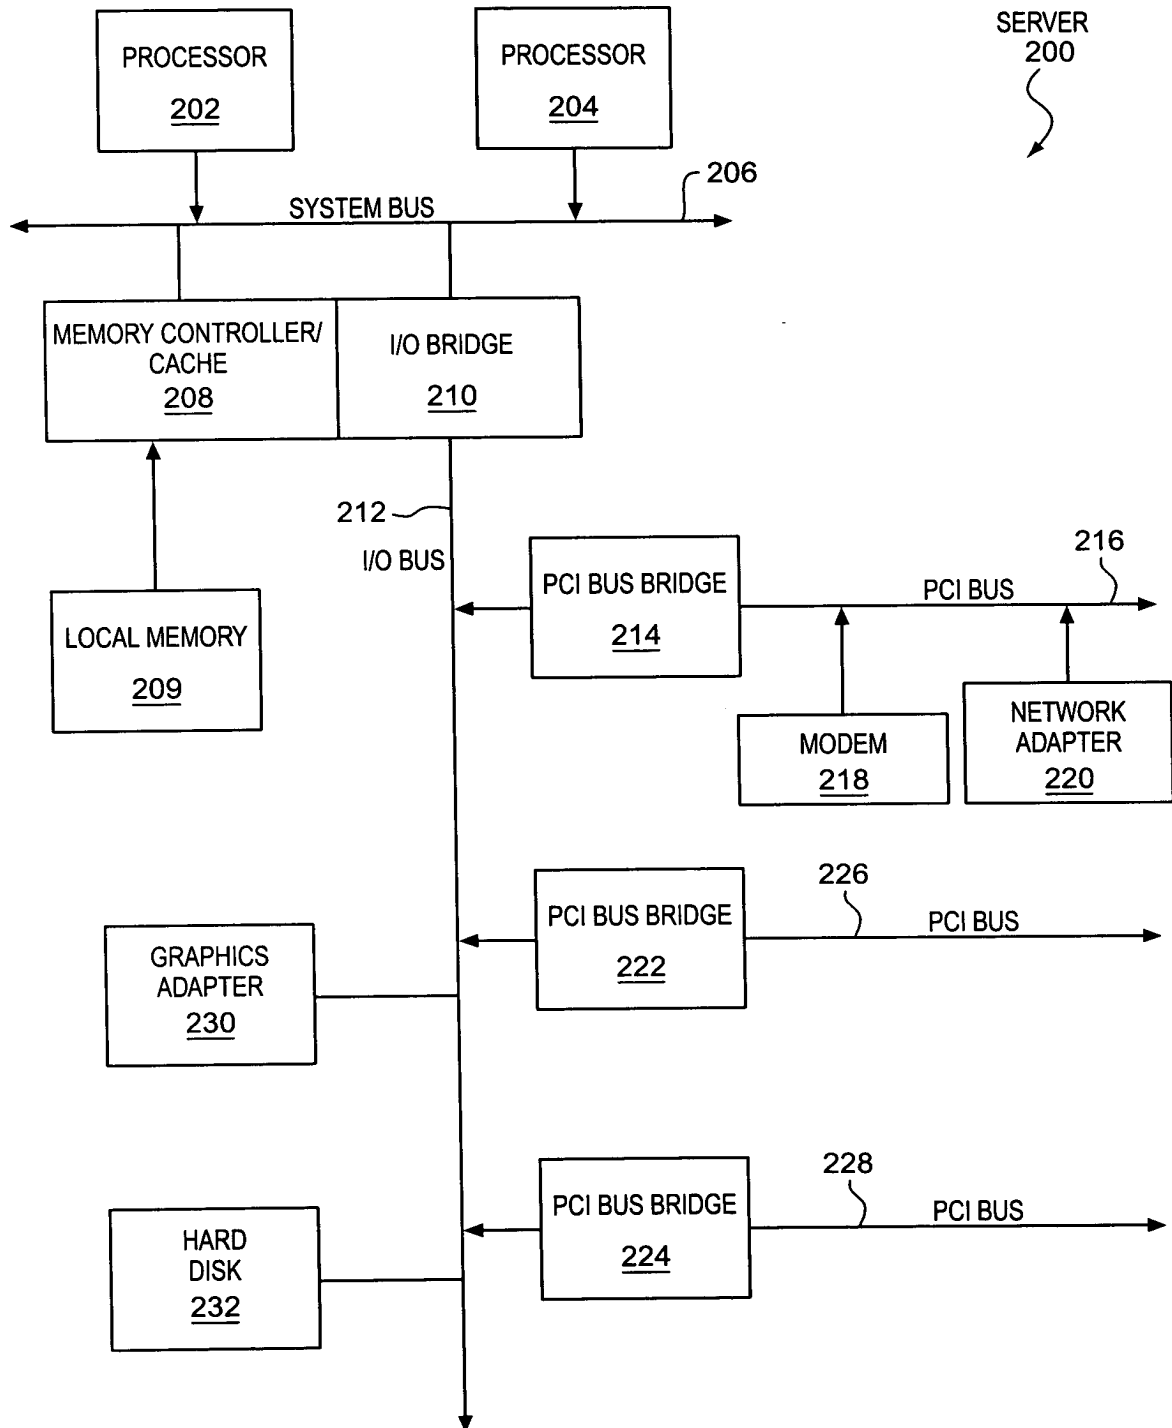 SERVER
200
PROCESSOR
202
PROCESSOR
204
206
SYSTEM BUS
MEMORY CONTROLLER/
CACHE
208
I/O BRIDGE
210
212
I/O BUS
LOCAL MEMORY
209
PCI BUS BRIDGE
214
PCI BUS
216
MODEM
218
NETWORK
ADAPTER
220
PCI BUS BRIDGE
222
226
PCI BUS
GRAPHICS
ADAPTER
230
PCI BUS BRIDGE
224
228
PCI BUS
HARD
DISK
232